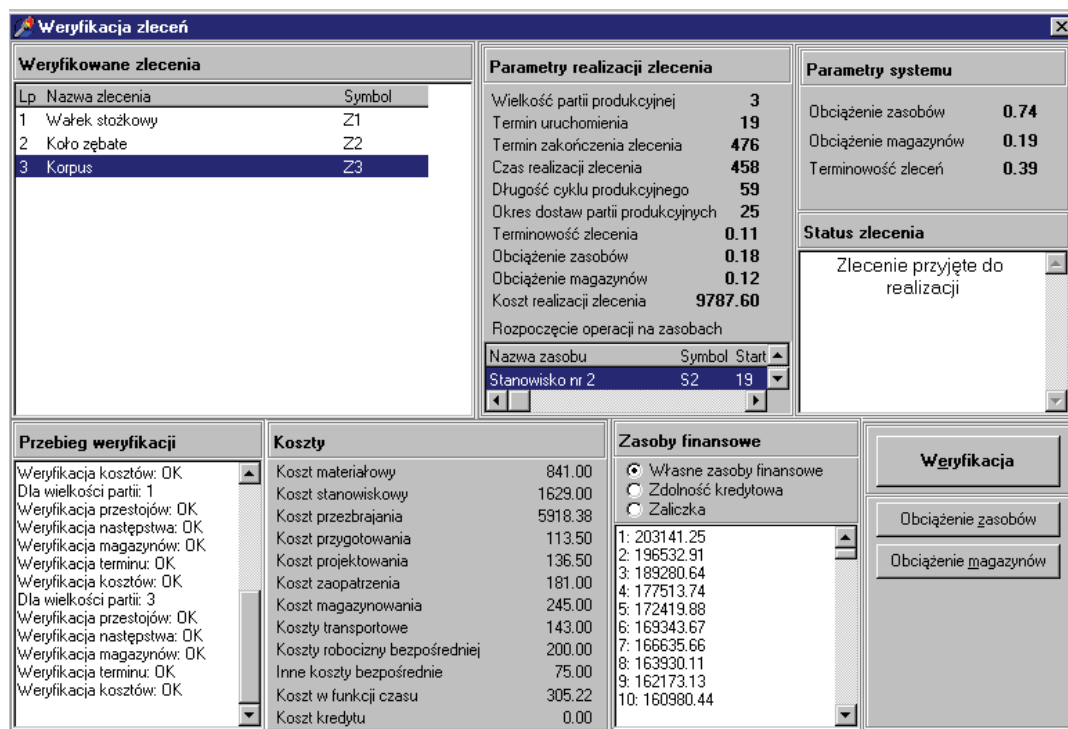 Weryfikacja zleceń
Weryfikowane zlecenia
Lp Nazwa zlecenia Symbol
1 Wałek stożkowy Z1
2 Koło zębate Z2
3 Korpus Z3
Parametry realizacji zlecenia
Wielkość partii produkcyjnej 3
Termin uruchomienia 19
Termin zakończenia zlecenia 476
Czas realizacji zlecenia 458
Długość cyklu produkcyjnego 59
Okres dostaw partii produkcyjnych 25
Terminowość zlecenia 0.11
Obciążenie zasobów 0.18
Obciążenie magazynów 0.12
Koszt realizacji zlecenia 9787.60
Rozpoczęcie operacji na zasobach
Nazwa zasobu Symbol Start
Stanowisko nr 2 S2 19
Parametry systemu
Obciążenie zasobów 0.74
Obciążenie magazynów 0.19
Terminowość zleceń 0.39
Status zlecenia
Zlecenie przyjęte do
realizacji
Przebieg weryfikacji
Weryfikacja kosztów: OK
Dla wielkości partii: 1
Weryfikacja przestojów: OK
Weryfikacja następstwa: OK
Weryfikacja magazynów: OK
Weryfikacja terminu: OK
Weryfikacja kosztów: OK
Dla wielkości partii: 3
Weryfikacja przestojów: OK
Weryfikacja następstwa: OK
Weryfikacja magazynów: OK
Weryfikacja terminu: OK
Weryfikacja kosztów: OK
Koszty
Koszt materiałowy 841.00
Koszt stanowiskowy 1629.00
Koszt przezbrajania 5918.38
Koszt przygotowania 113.50
Koszt projektowania 136.50
Koszt zaopatrzenia 181.00
Koszt magazynowania 245.00
Koszty transportowe 143.00
Koszty robocizny bezpośredniej 200.00
Inne koszty bezpośrednie 75.00
Koszt w funkcji czasu 305.22
Koszt kredytu 0.00
Zasoby finansowe
Własne zasoby finansowe
Zdolność kredytowa
Zaliczka
1: 203141.25
2: 196532.91
3: 189280.64
4: 177513.74
5: 172419.88
6: 169343.67
7: 166635.66
8: 163930.11
9: 162173.13
10: 160980.44
Weryfikacja
Obciążenie zasobów
Obciążenie magazynów